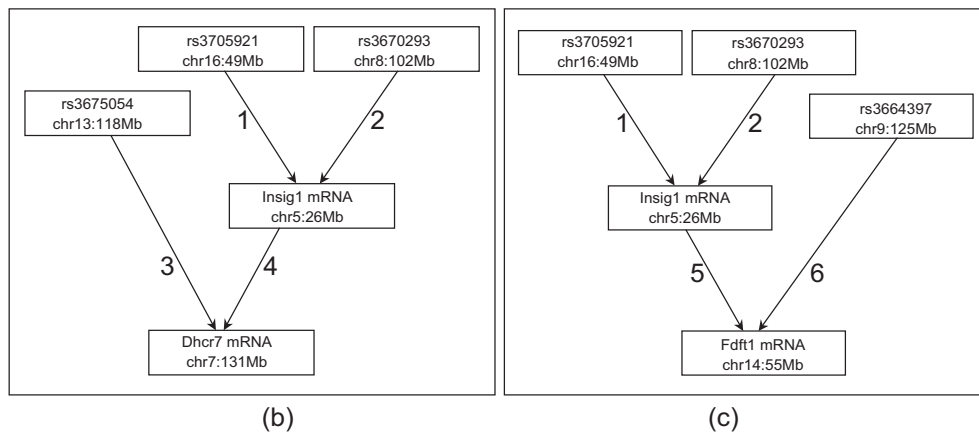 rs3705921
chr16:49Mb
rs3670293
chr8:102Mb
rs3675054
chr13:118Mb
1
2
Insig1 mRNA
chr5:26Mb
3
4
Dhcr7 mRNA
chr7:131Mb
(b)
rs3705921
chr16:49Mb
rs3670293
chr8:102Mb
rs3664397
chr9:125Mb
1
2
Insig1 mRNA
chr5:26Mb
5
6
Fdft1 mRNA
chr14:55Mb
(c)